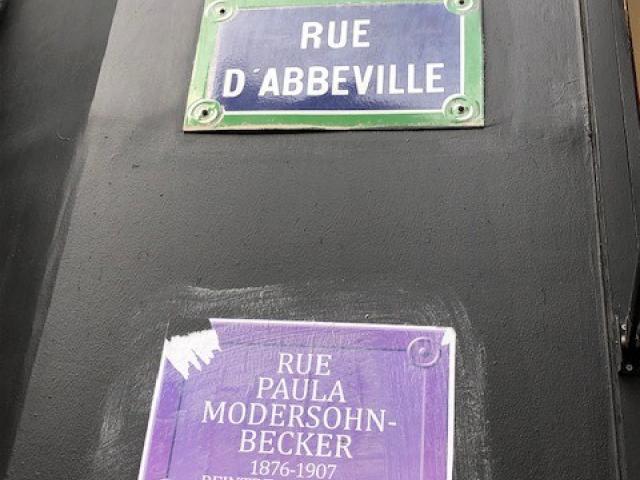 RUE
D'ABBEVILLE
RUE
PAULA
MODERSOHN-
BECKER
1876-1907